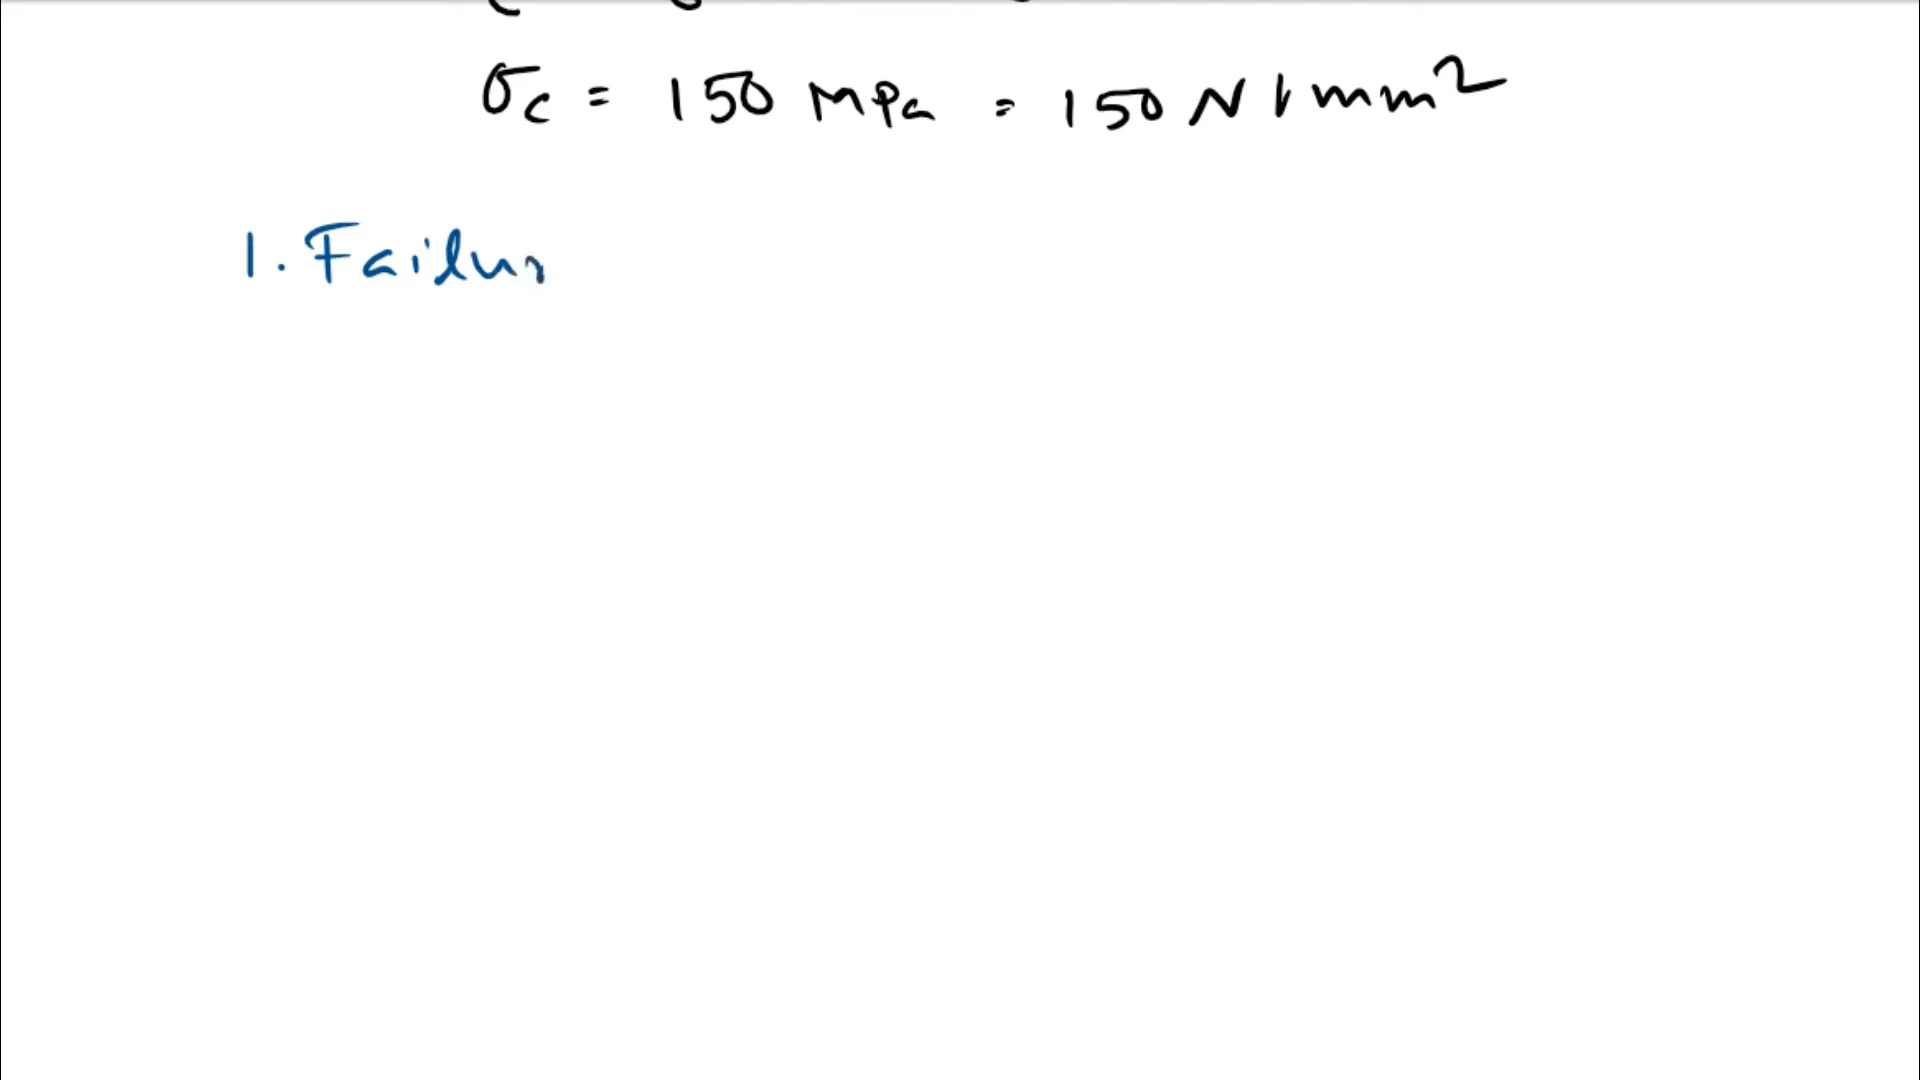 σc = 150 MPa = 150 N/mm²
1. Failur